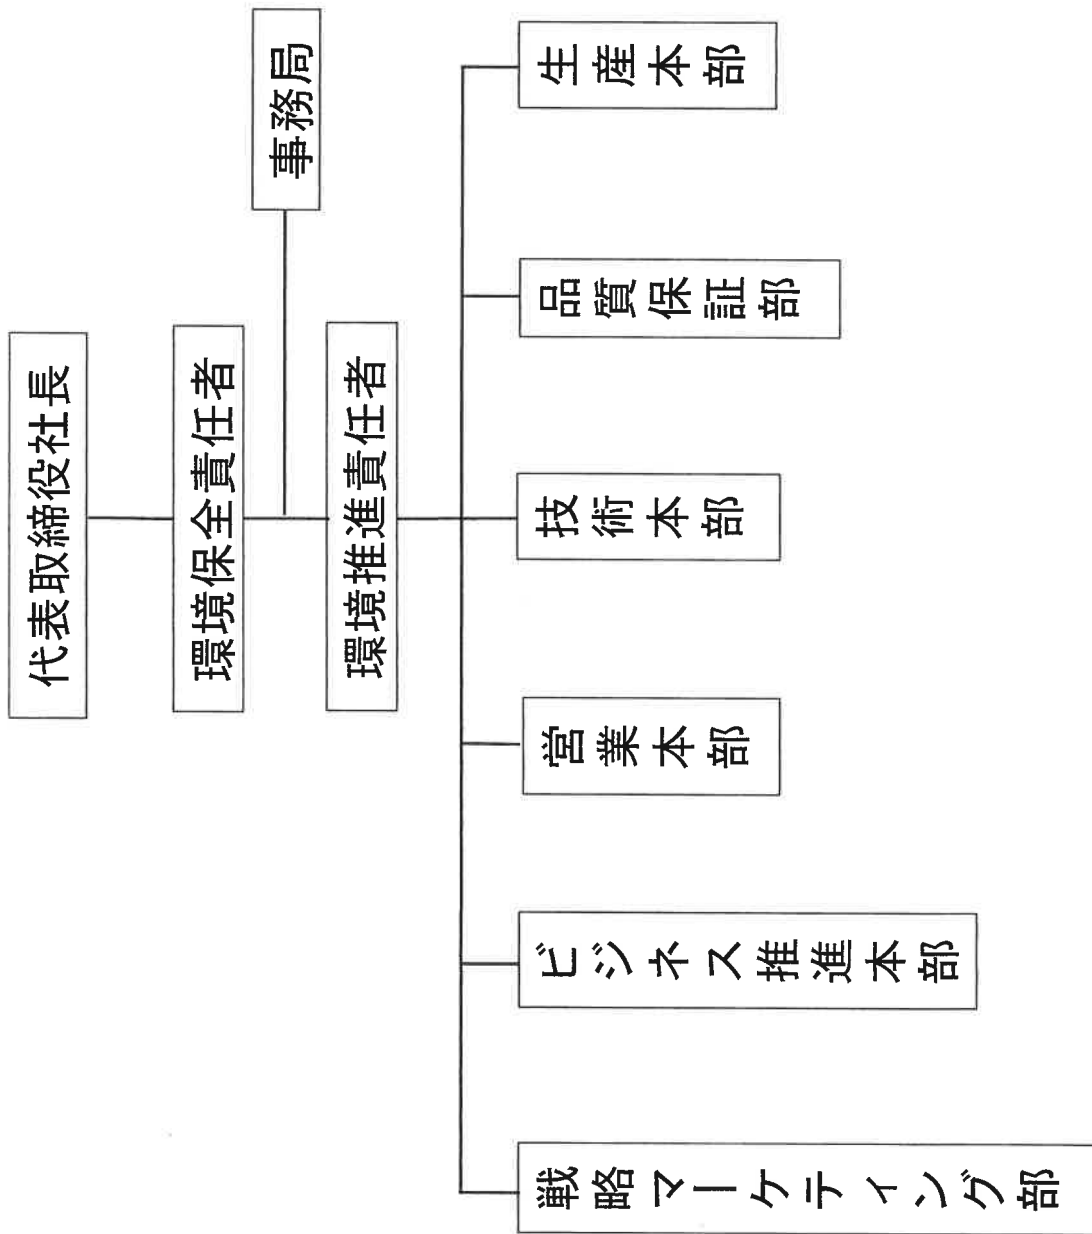 代表取締役社長
環境保全責任者
事務局
環境推進責任者
戦略マーケティング部
ビジネス推進本部
営業本部
技術本部
品質保証部
生産本部